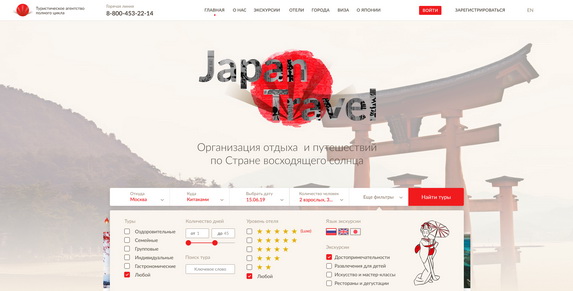 Туристическое агентство
полного цикла
Горячая линия
8-800-453-22-14
ГЛАВНАЯ О НАС ЭКСКУРСИИ ОТЕЛИ ГОРОДА ВИЗА О ЯПОНИИ
ВОЙТИ
ЗАРЕГИСТРИРОВАТЬСЯ
EN
Japan
Travel
Организация отдыха и путешествий
по Стране восходящего солнца
Откуда
Москва
Куда
Китаками
Выбрать дату
15.06.19
Количество человек
2 взрослых, 3...
Еще фильтры
Найти туры
Туры
Оздоровительные
Семейные
Групповые
Индивидуальные
Гастрономические
Любой
Количество дней
от 1
до 45
Поиск тура
Ключевое слово
Уровень отеля
(Luxe)
Любой
Язык экскурсии
Экскурсии
Достопримечательности
Развлечения для детей
Искусство и мастер-классы
Рестораны и дегустации